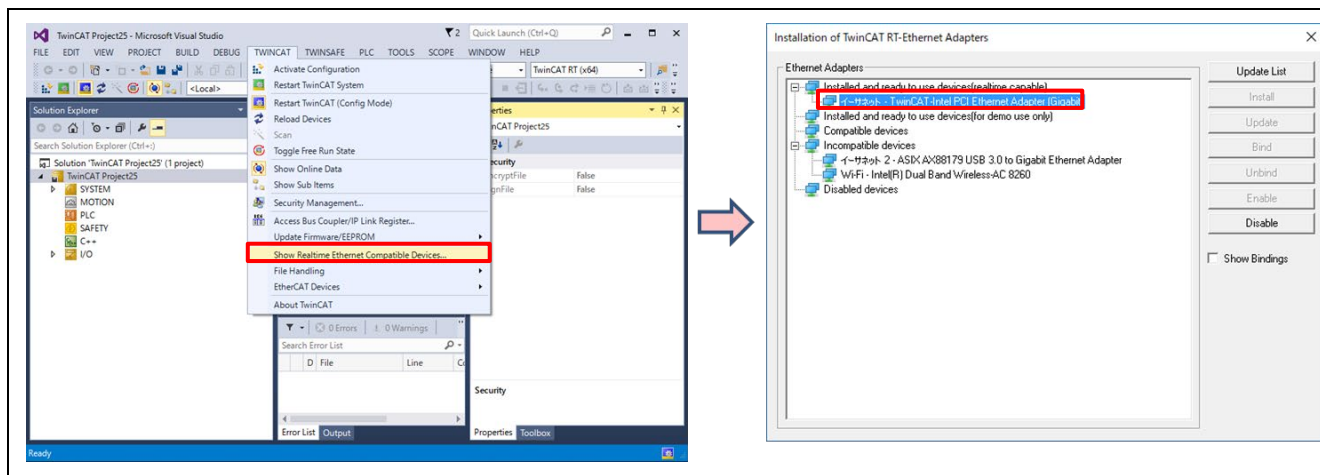 TwinCAT Project25 - Microsoft Visual Studio
2
Quick Launch (Ctrl+Q)
FILE EDIT VIEW PROJECT BUILD DEBUG TWINCAT TWINSAFE PLC TOOLS SCOPE WINDOW HELP
TwinCAT RT (x64)
<Local>
Activate Configuration
Restart TwinCAT System
Restart TwinCAT (Config Mode)
Reload Devices
Scan
Toggle Free Run State
Show Online Data
Show Sub Items
Security Management...
Access Bus Coupler/IP Link Register...
Update Firmware/EEPROM
Show Realtime Ethernet Compatible Devices...
File Handling
EtherCAT Devices
About TwinCAT
Solution Explorer
Search Solution Explorer (Ctrl+:)
Solution 'TwinCAT Project25' (1 project)
TwinCAT Project25
SYSTEM
MOTION
PLC
SAFETY
C++
I/O
erties
nCAT Project25
ecurity
ncryptFile False
gnFile False
0 Errors
0 Warnings
Search Error List
D File Line
Security
Error List Output
Properties Toolbox
Ready
Installation of TwinCAT RT-Ethernet Adapters
Ethernet Adapters
Installed and ready to use devices(realtime capable)
イーサネット - TwinCAT-Intel PCI Ethernet Adapter (Gigabit)
Installed and ready to use devices(for demo use only)
Compatible devices
Incompatible devices
イーサネット 2 - ASIX AX88179 USB 3.0 to Gigabit Ethernet Adapter
Wi-Fi - Intel(R) Dual Band Wireless-AC 8260
Disabled devices
Update List
Install
Update
Bind
Unbind
Enable
Disable
Show Bindings